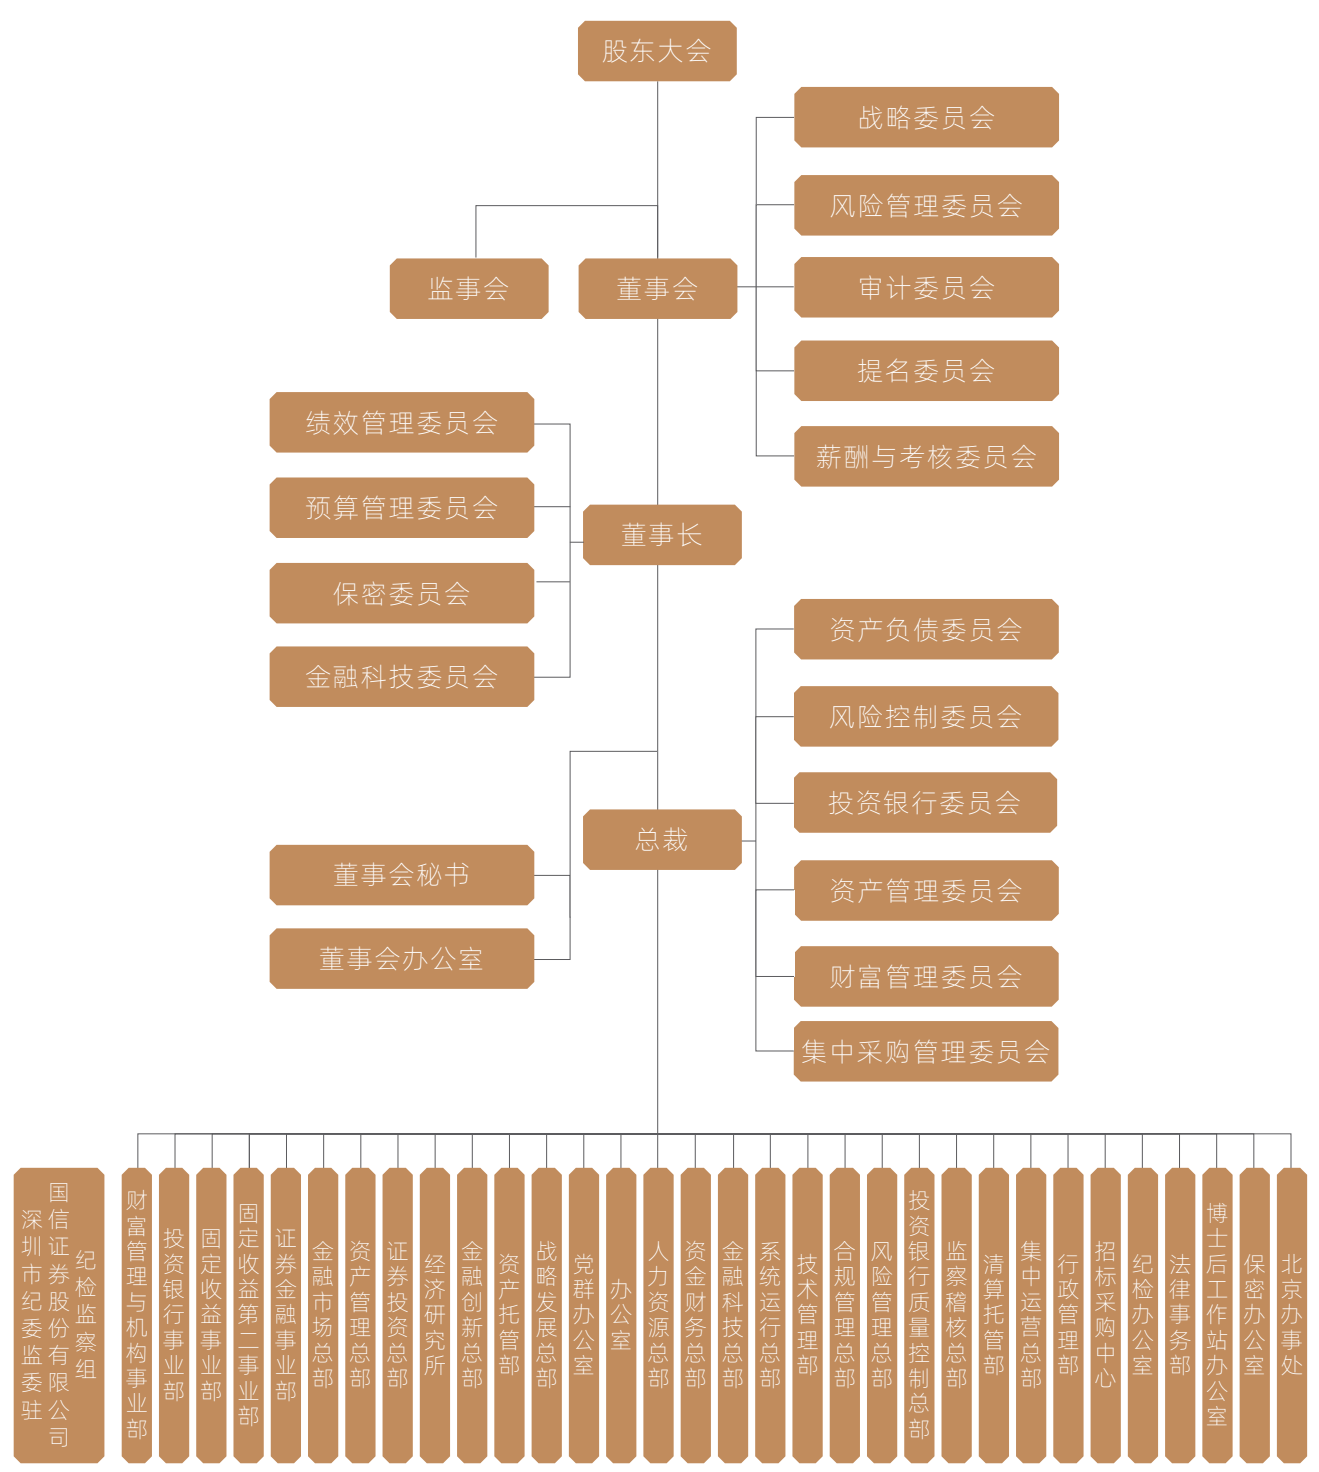 股东大会
战略委员会
风险管理委员会
监事会
董事会
审计委员会
提名委员会
绩效管理委员会
薪酬与考核委员会
预算管理委员会
董事长
保密委员会
资产负债委员会
金融科技委员会
风险控制委员会
投资银行委员会
总裁
董事会秘书
资产管理委员会
董事会办公室
财富管理委员会
集中采购管理委员会
深圳市纪委监委驻
国信证券股份有限公司
纪检监察组
财富管理与机构事业部
投资银行事业部
固定收益事业部
固定收益第二事业部
证券金融事业部
金融市场总部
资产管理总部
证券投资总部
经济研究所
金融创新总部
资产托管部
战略发展总部
党群办公室
办公室
人力资源总部
资金财务总部
金融科技总部
系统运行总部
技术管理部
合规管理总部
风险管理总部
投资银行质量控制总部
监察稽核总部
清算托管部
集中运营总部
行政管理部
招标采购中心
纪检办公室
法律事务部
博士后工作站办公室
保密办公室
北京办事处